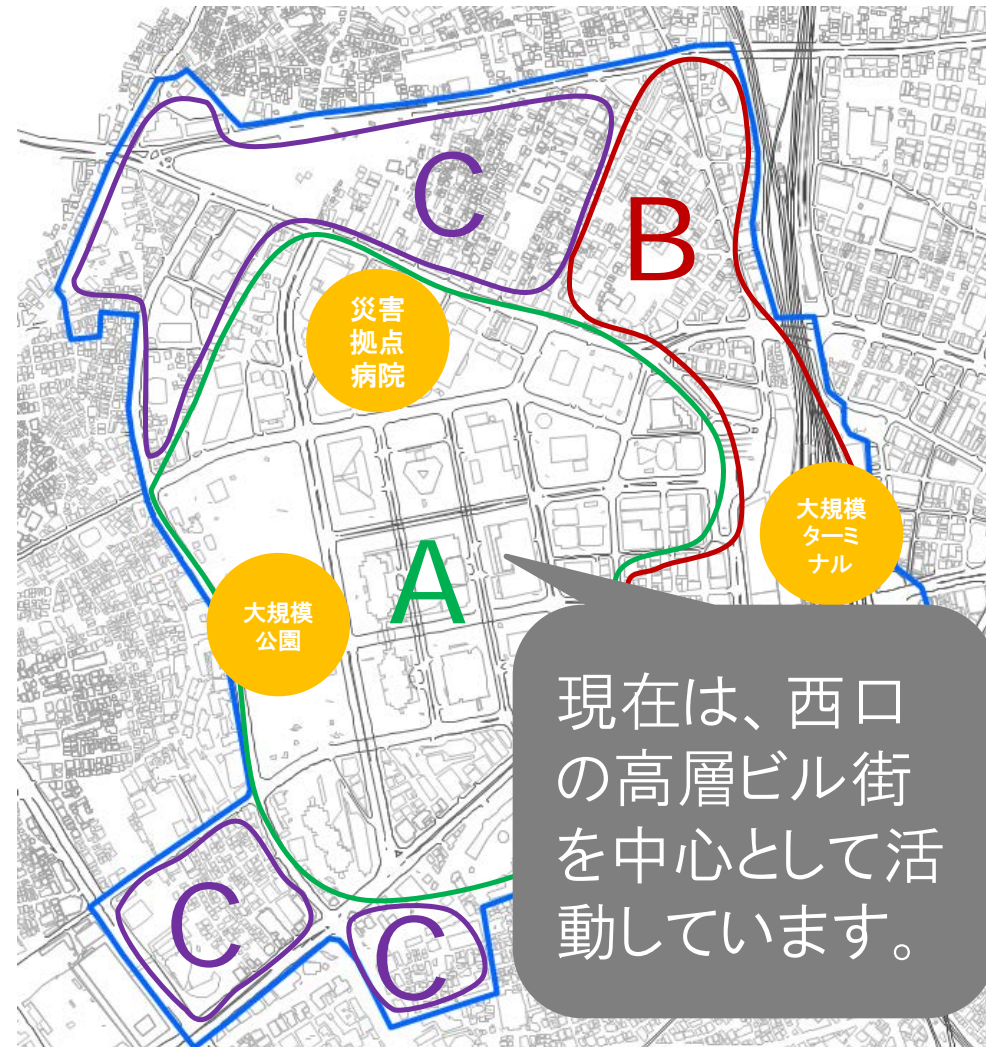 C
B
災害
拠点
病院
大規模
ターミ
ナル
A
大規模
公園
現在は、西口
の高層ビル街
を中心として活
動しています。
C
C